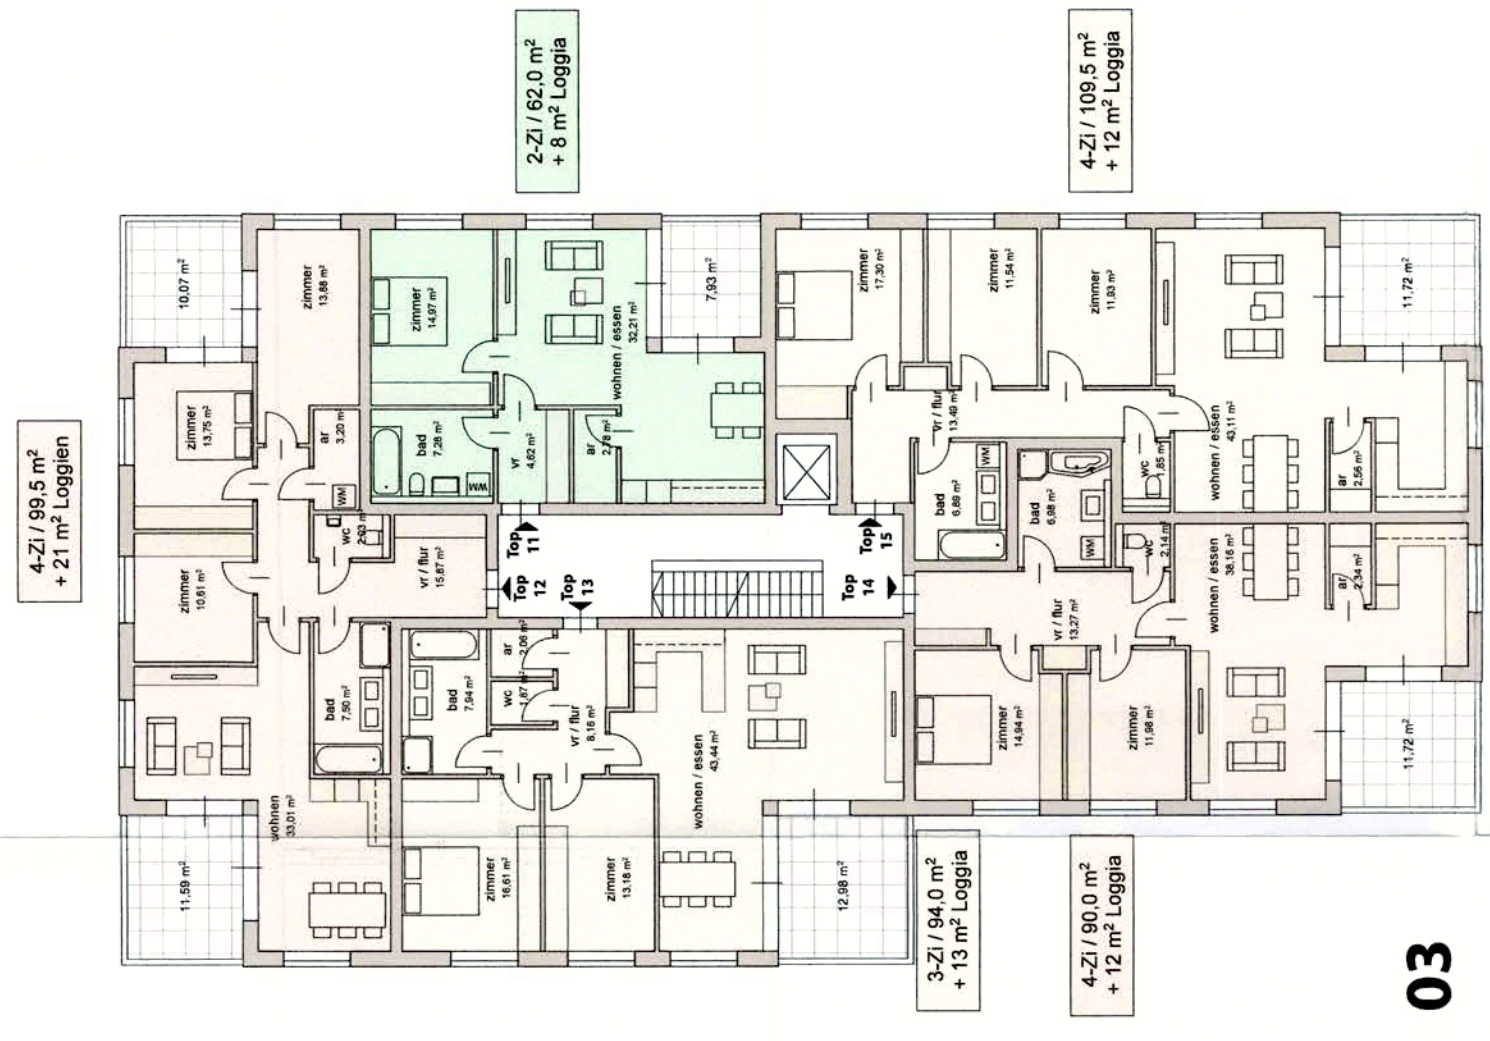 4-Zi / 99,5 m²
+ 21 m² Loggien
2-Zi / 62,0 m²
+ 8 m² Loggia
4-Zi / 109,5 m²
+ 12 m² Loggia
10,07 m²
zimmer
13,88 m²
zimmer
13,75 m²
ar
3,20 m²
WM
wc
2,03 m²
zimmer
10,61 m²
vr / flur
15,87 m²
bad
7,50 m²
wohnen
33,01 m²
11,59 m²
zimmer
14,97 m²
bad
7,28 m²
WM
vr
4,62 m²
ar
2,78 m²
wohnen / essen
32,21 m²
7,93 m²
Top
11
Top
12
Top
13
Top
14
Top
15
bad
7,94 m²
ar
2,06 m²
wc
1,87 m²
vr / flur
8,16 m²
zimmer
16,61 m²
zimmer
13,18 m²
wohnen / essen
43,44 m²
12,98 m²
zimmer
17,30 m²
zimmer
11,54 m²
zimmer
11,93 m²
vr / flur
13,49 m²
bad
6,89 m²
WM
wc
1,85 m²
wohnen / essen
43,11 m²
ar
2,56 m²
11,72 m²
bad
6,98 m²
WM
wc
2,14 m²
vr / flur
13,27 m²
zimmer
14,94 m²
zimmer
11,98 m²
wohnen / essen
38,16 m²
ar
2,34 m²
11,72 m²
3-Zi / 94,0 m²
+ 13 m² Loggia
4-Zi / 90,0 m²
+ 12 m² Loggia
03